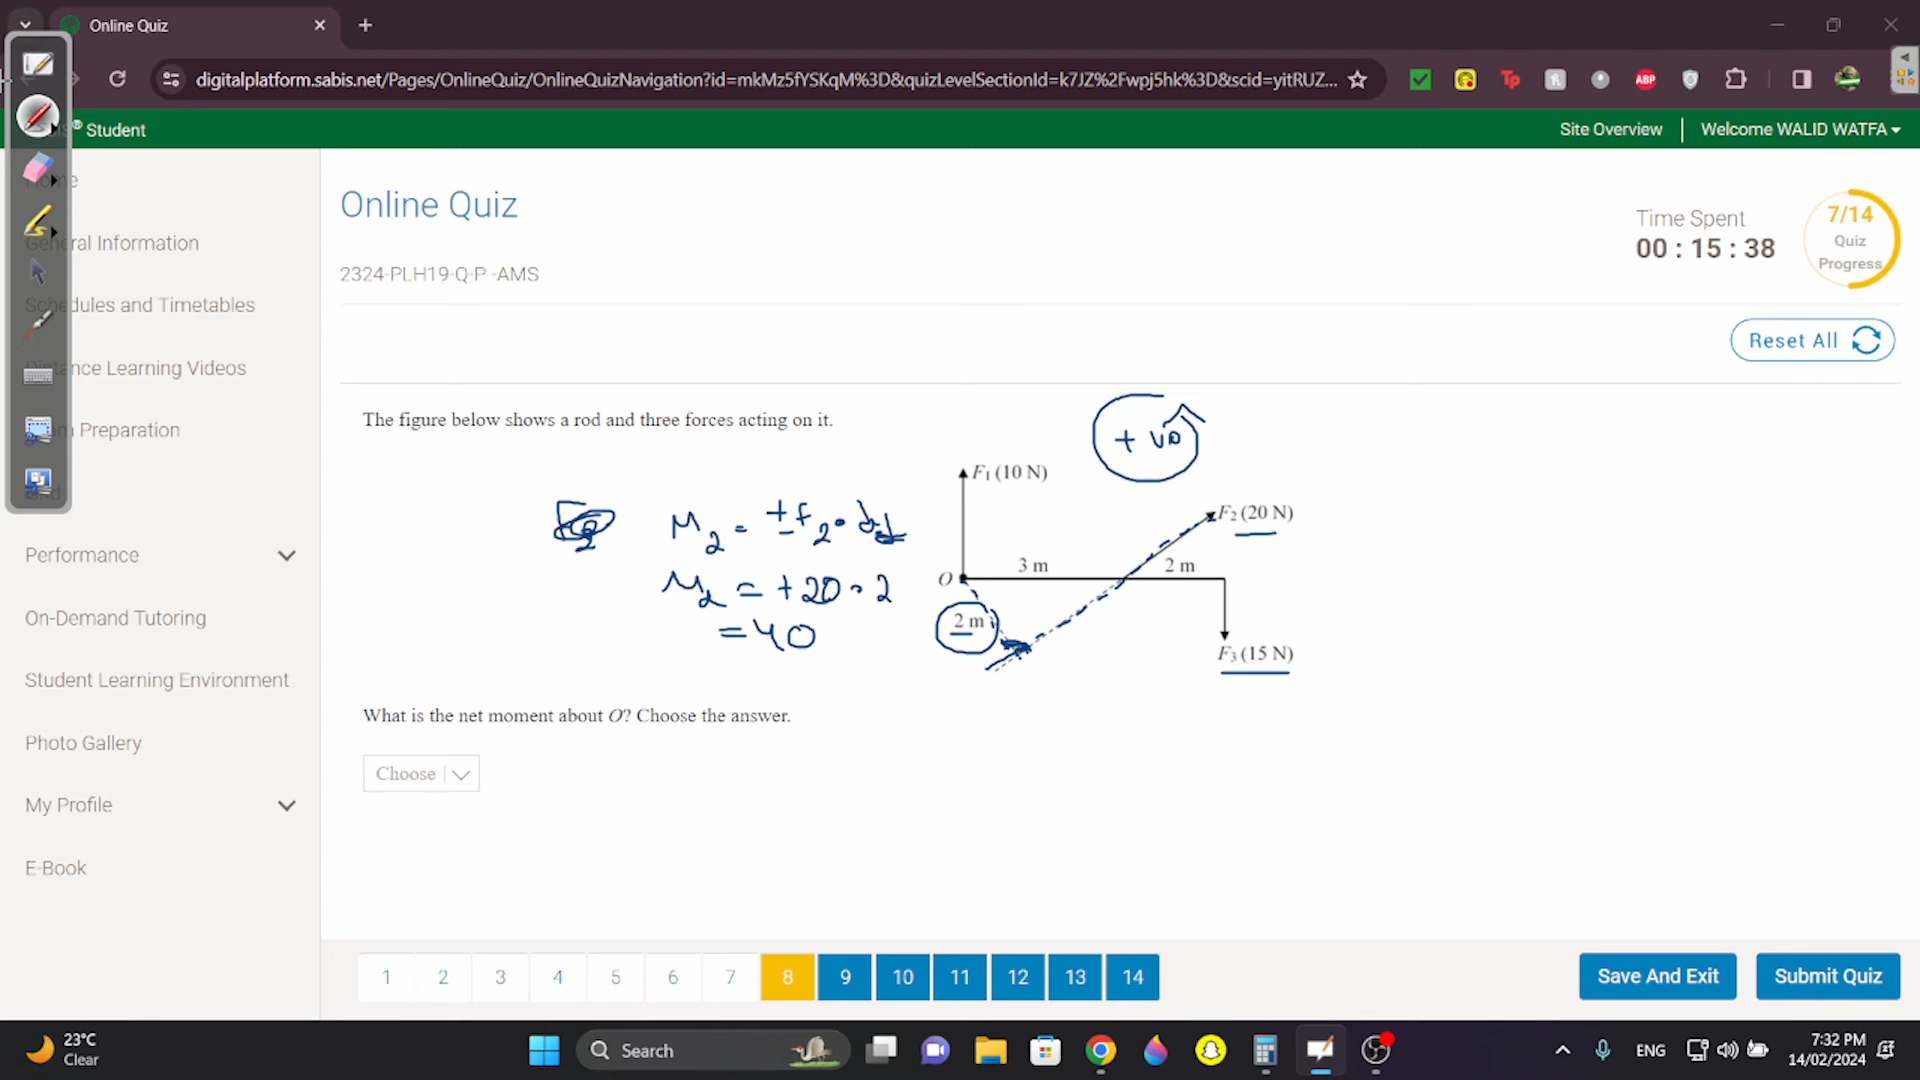 Online Quiz
digitalplatform.sabis.net/Pages/OnlineQuiz/OnlineQuizNavigation?id=mkMz5fYSKqM%3D&quizLevelSectionId=k7JZ%2Fwpj5hk%3D&scid=yitRUZ...
® Student
Site Overview
Welcome WALID WATFA
General Information
Schedules and Timetables
Distance Learning Videos
Preparation
Performance
On-Demand Tutoring
Student Learning Environment
Photo Gallery
My Profile
E-Book
Online Quiz
2324-PLH19-Q-P -AMS
Time Spent
00 : 15 : 38
7/14
Quiz
Progress
Reset All
The figure below shows a rod and three forces acting on it.
+ ve
F1 (10 N)
F2 (20 N)
3 m
2 m
O
2 m
F3 (15 N)
M2 = ± F2 · d⊥
M2 = +20 · 2
= 40
What is the net moment about O? Choose the answer.
Choose
1 2 3 4 5 6 7 8 9 10 11 12 13 14
Save And Exit
Submit Quiz
23°C
Clear
Search
ENG
7:32 PM
14/02/2024